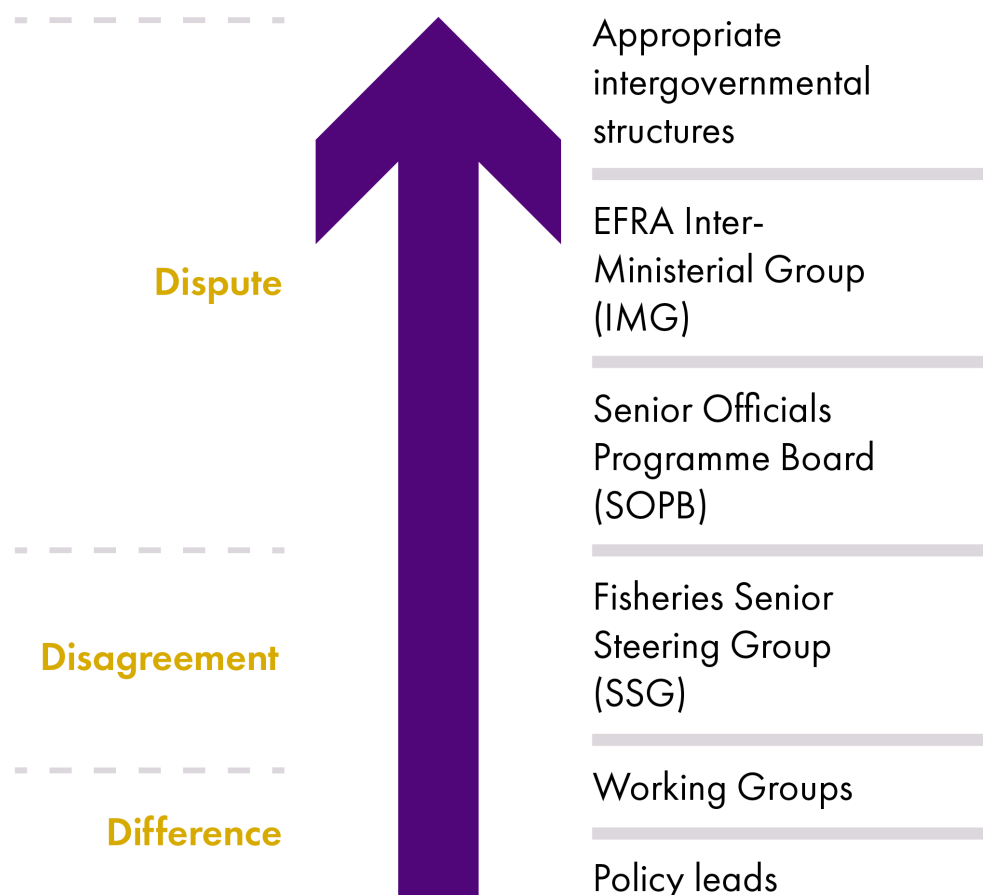 Appropriate
intergovernmental
structures
EFRA Inter-
Ministerial Group
(IMG)
Dispute
Senior Officials
Programme Board
(SOPB)
Fisheries Senior
Steering Group
(SSG)
Disagreement
Working Groups
Difference
Policy leads